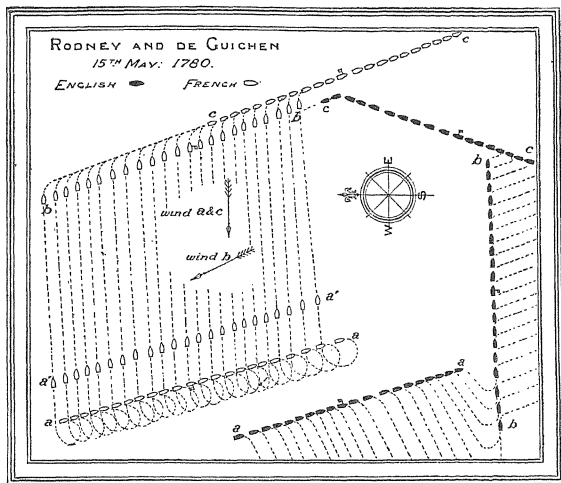 RODNEY AND DE GUICHEN
15TH MAY: 1780.
ENGLISH FRENCH
c
c
b
c
b
c
b
E
S
W
wind a&c
wind b
a'
a'
a
a
a
a
b